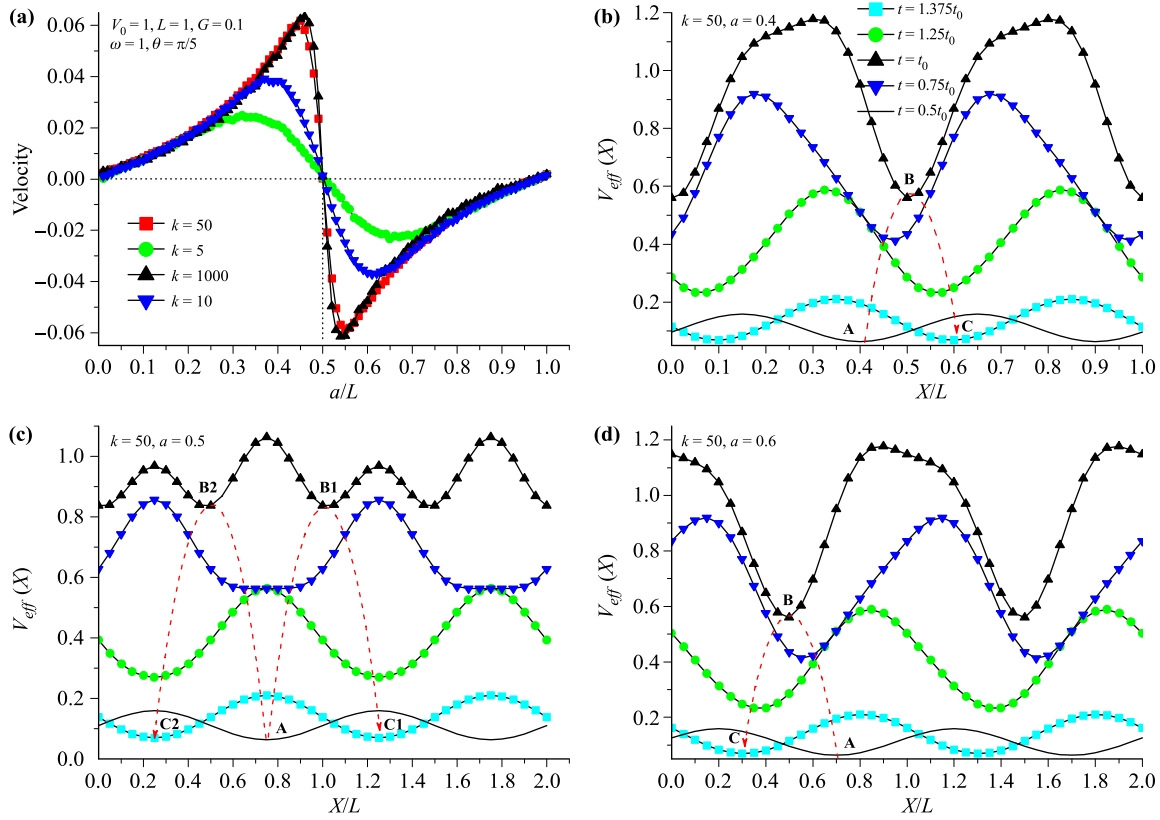 (a)
V₀ = 1, L = 1, G = 0.1
ω = 1, θ = π/5
Velocity
0.06
0.04
0.02
0.00
−0.02
−0.04
−0.06
k = 50
k = 5
k = 1000
k = 10
0.0 0.1 0.2 0.3 0.4 0.5 0.6 0.7 0.8 0.9 1.0
a/L
(b)
k = 50, a = 0.4
t = 1.375t₀
t = 1.25t₀
t = t₀
t = 0.75t₀
t = 0.5t₀
V_eff (X)
1.2
1.0
0.8
0.6
0.4
0.2
B
A
C
0.0 0.1 0.2 0.3 0.4 0.5 0.6 0.7 0.8 0.9 1.0
X/L
(c)
k = 50, a = 0.5
V_eff (X)
1.0
0.8
0.6
0.4
0.2
0.0
B2
B1
C2
A
C1
0.0 0.2 0.4 0.6 0.8 1.0 1.2 1.4 1.6 1.8 2.0
X/L
(d)
k = 50, a = 0.6
V_eff (X)
1.2
1.0
0.8
0.6
0.4
0.2
B
C
A
0.0 0.2 0.4 0.6 0.8 1.0 1.2 1.4 1.6 1.8 2.0
X/L